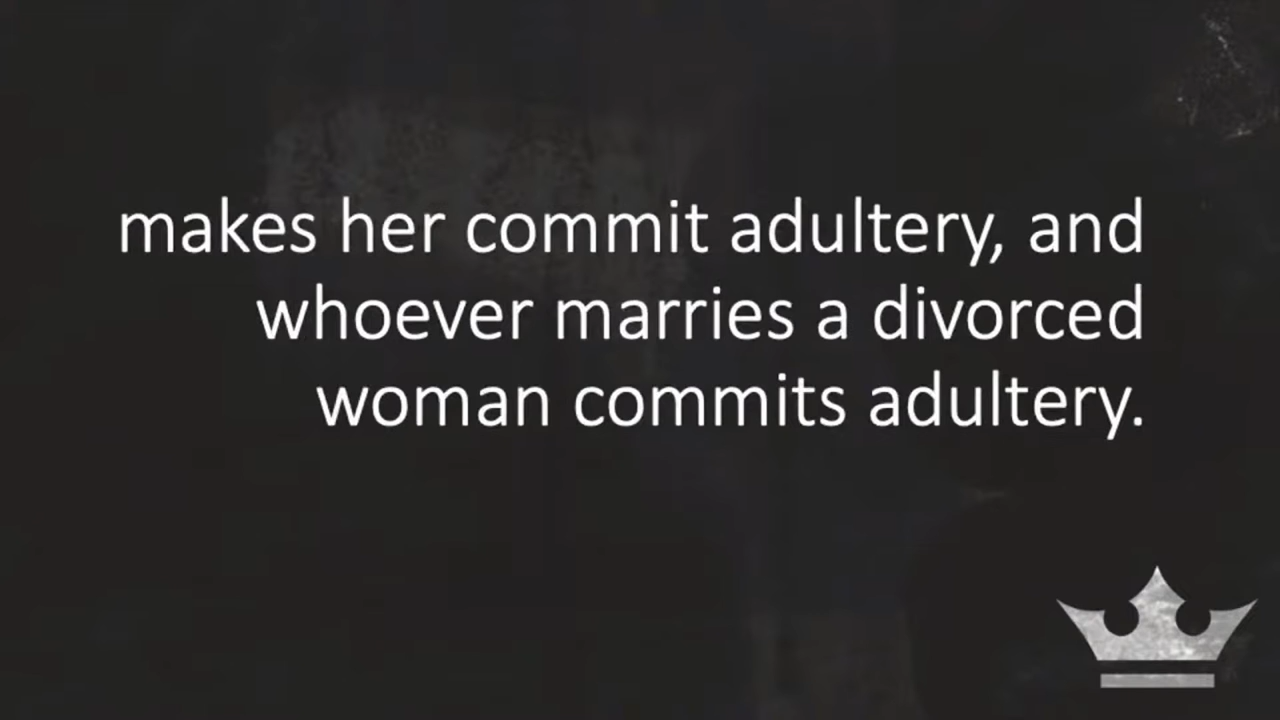 makes her commit adultery, and
whoever marries a divorced
woman commits adultery.